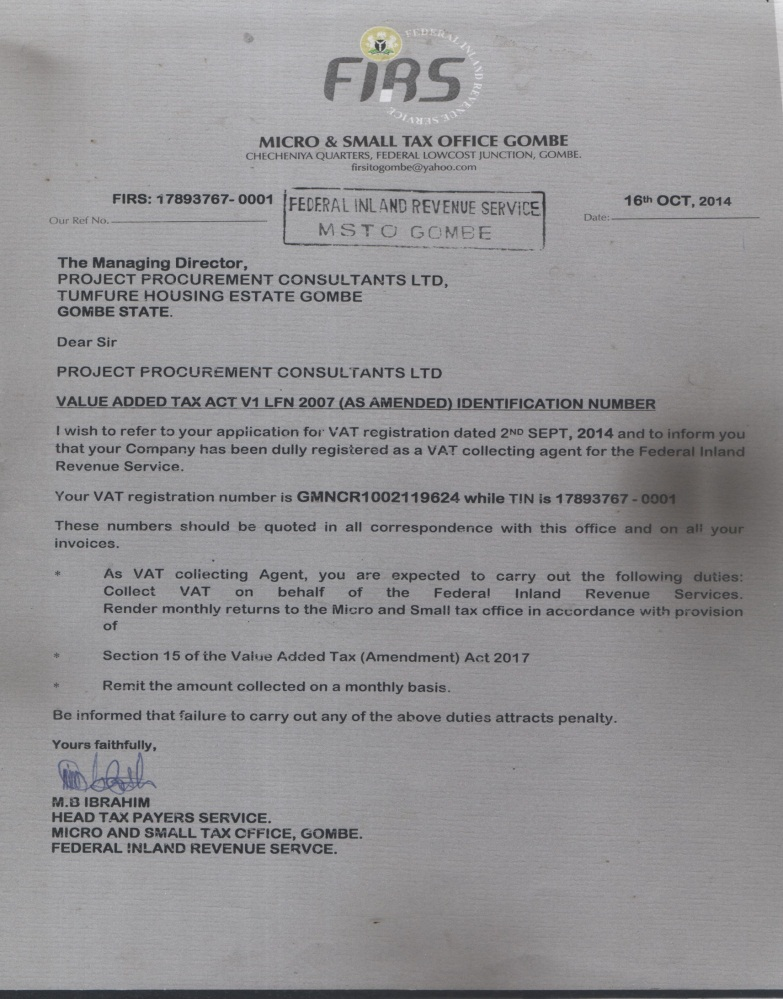 FEDERAL INLAND REVENUE SERVICE
FIRS
MICRO & SMALL TAX OFFICE GOMBE
CHECHENIYA QUARTERS, FEDERAL LOWCOST JUNCTION, GOMBE.
firsitogombe@yahoo.com
FIRS: 17893767- 0001
Our Ref No.
FEDERAL INLAND REVENUE SERVICE
MSTO GOMBE
16th OCT, 2014
Date:
The Managing Director,
PROJECT PROCUREMENT CONSULTANTS LTD,
TUMFURE HOUSING ESTATE GOMBE
GOMBE STATE.
Dear Sir
PROJECT PROCUREMENT CONSULTANTS LTD
VALUE ADDED TAX ACT V1 LFN 2007 (AS AMENDED) IDENTIFICATION NUMBER
I wish to refer to your application for VAT registration dated 2ND SEPT, 2014 and to inform you
that your Company has been dully registered as a VAT collecting agent for the Federal Inland
Revenue Service.
Your VAT registration number is GMNCR1002119624 while TIN is 17893767 - 0001
These numbers should be quoted in all correspondence with this office and on all your
invoices.
* As VAT collecting Agent, you are expected to carry out the following duties:
Collect VAT on behalf of the Federal Inland Revenue Services.
Render monthly returns to the Micro and Small tax office in accordance with provision
of
* Section 15 of the Value Added Tax (Amendment) Act 2017
* Remit the amount collected on a monthly basis.
Be informed that failure to carry out any of the above duties attracts penalty.
Yours faithfully,
M.B IBRAHIM
HEAD TAX PAYERS SERVICE.
MICRO AND SMALL TAX OFFICE, GOMBE.
FEDERAL INLAND REVENUE SERVCE.